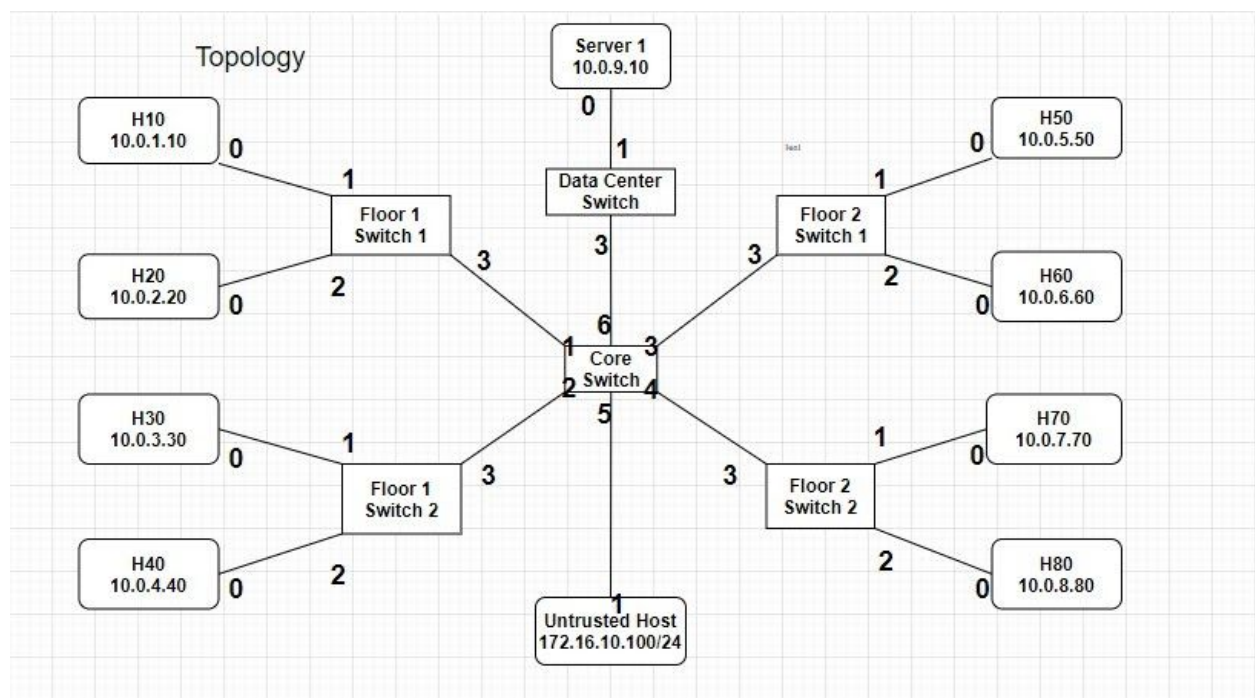 Topology
Server 1
10.0.9.10
0
1
Data Center
Switch
3
6
H10
10.0.1.10
0
1
Floor 1
Switch 1
2
3
H20
10.0.2.20
0
H50
10.0.5.50
0
1
Floor 2
Switch 1
3
2
H60
10.0.6.60
0
1
3
Core
Switch
2
4
5
H30
10.0.3.30
0
1
Floor 1
Switch 2
3
2
H40
10.0.4.40
0
H70
10.0.7.70
0
1
Floor 2
Switch 2
3
2
H80
10.0.8.80
0
1
Untrusted Host
172.16.10.100/24